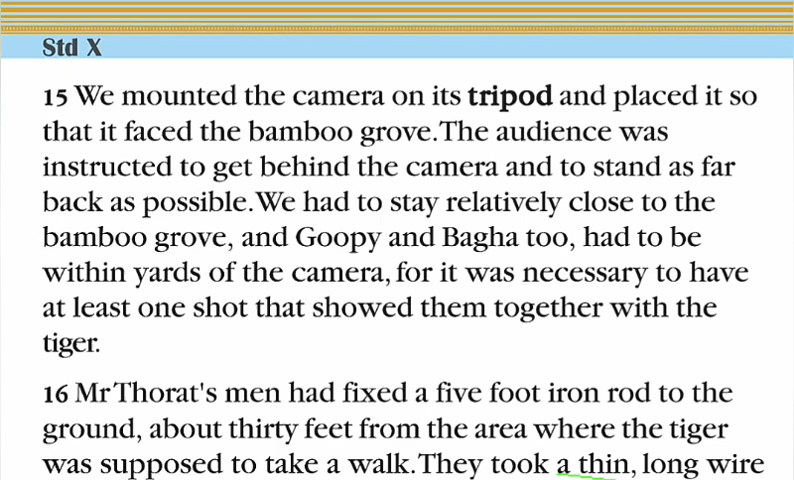 Std X
15 We mounted the camera on its tripod and placed it so
that it faced the bamboo grove. The audience was
instructed to get behind the camera and to stand as far
back as possible. We had to stay relatively close to the
bamboo grove, and Goopy and Bagha too, had to be
within yards of the camera, for it was necessary to have
at least one shot that showed them together with the
tiger.
16 Mr Thorat's men had fixed a five foot iron rod to the
ground, about thirty feet from the area where the tiger
was supposed to take a walk. They took a thin, long wire